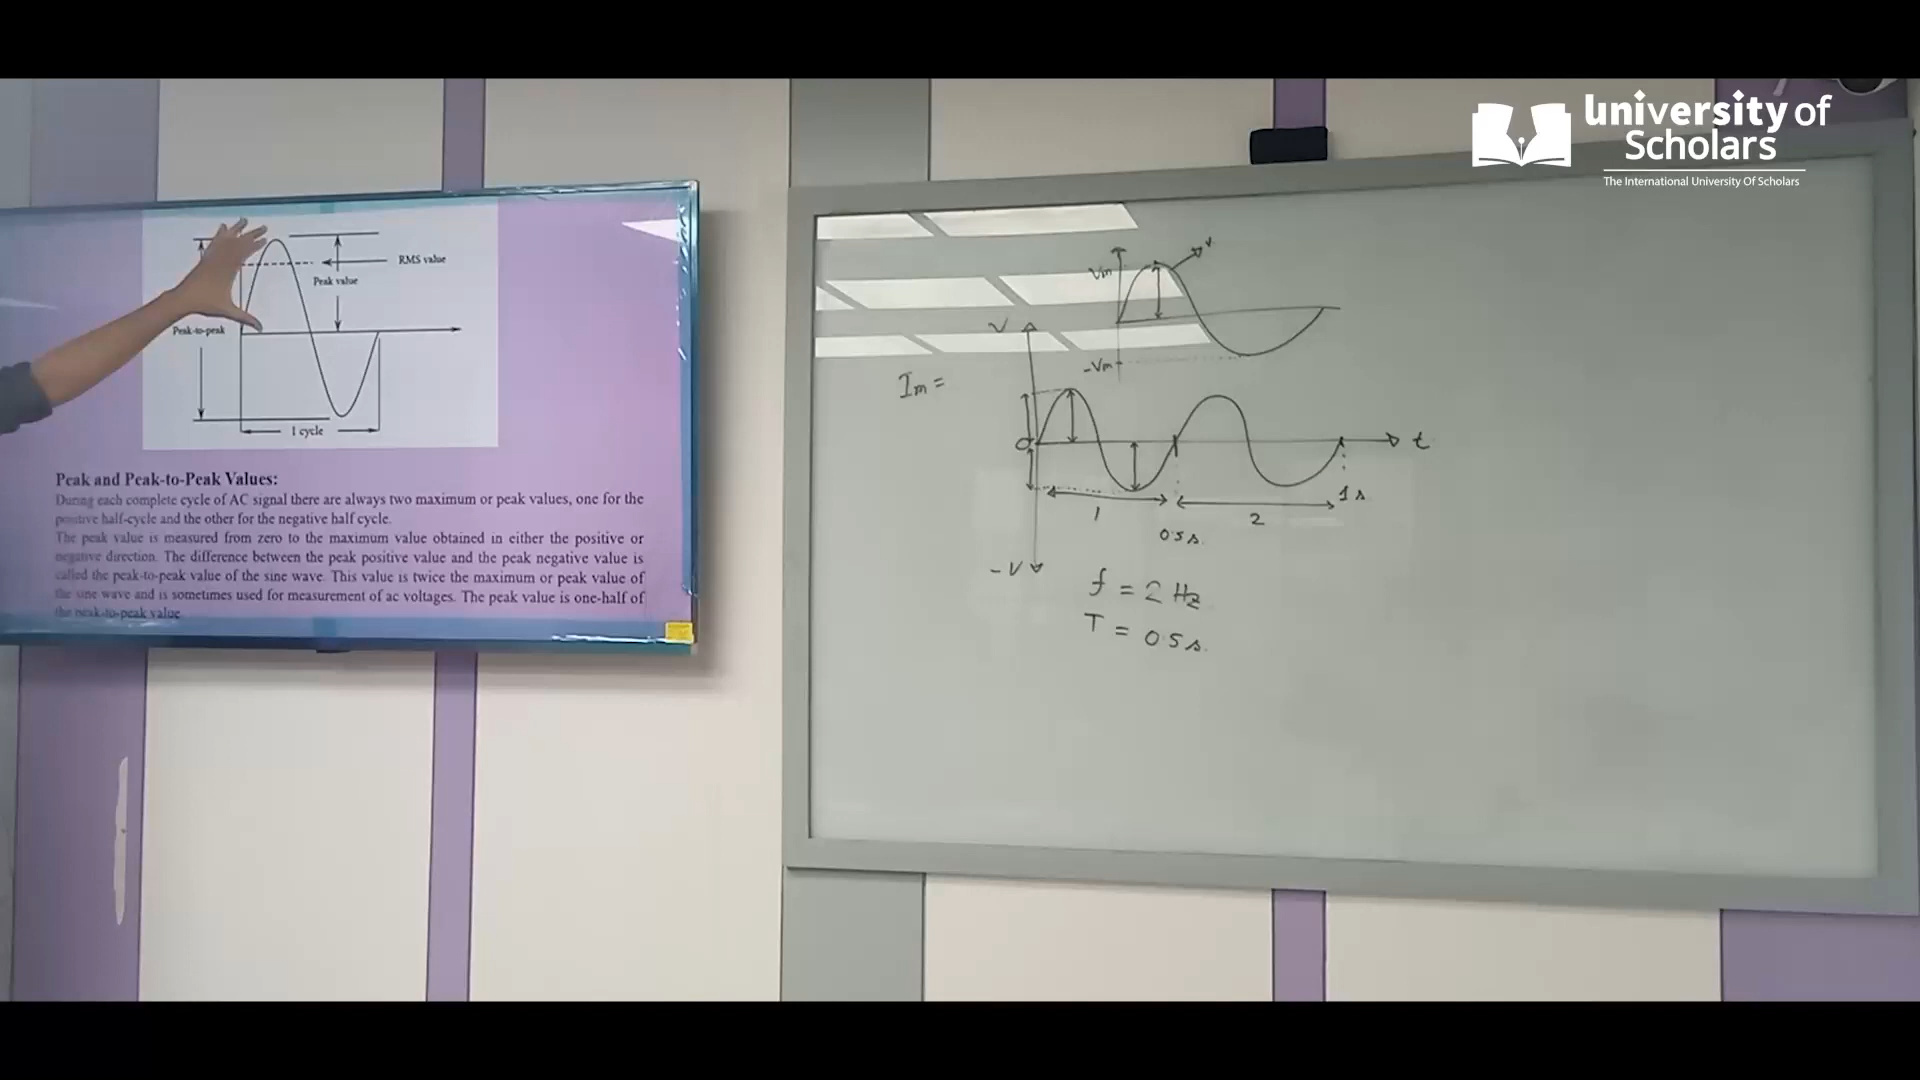 University of
Scholars
The International University Of Scholars
RMS value
Peak value
Peak-to-peak
1 cycle
Peak and Peak-to-Peak Values:
During each complete cycle of AC signal there are always two maximum or peak values, one for the
positive half-cycle and the other for the negative half cycle.
The peak value is measured from zero to the maximum value obtained in either the positive or
negative direction. The difference between the peak positive value and the peak negative value is
called the peak-to-peak value of the sine wave. This value is twice the maximum or peak value of
the sine wave and is sometimes used for measurement of ac voltages. The peak value is one-half of
the peak-to-peak value
v
Vm
-Vm
V
Im =
0
t
1
2
1 s
0.5 s.
-V
f = 2 Hz
T = 0.5 s.